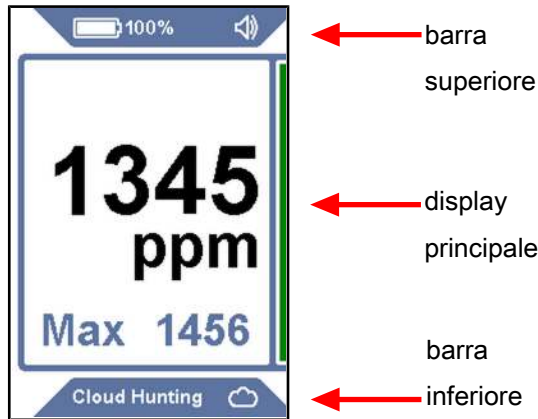 100%
barra
superiore
1345
ppm
display
principale
Max 1456
barra
Cloud Hunting
inferiore